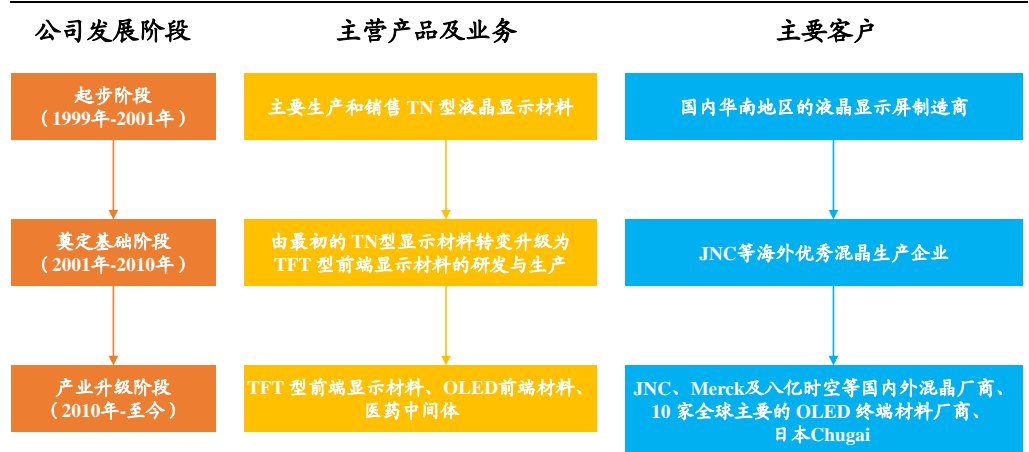 公司发展阶段
主营产品及业务
主要客户
起步阶段
（1999年-2001年）
主要生产和销售 TN 型液晶显示材料
国内华南地区的液晶显示屏制造商
奠定基础阶段
（2001年-2010年）
由最初的 TN型显示材料转变升级为
TFT 型前端显示材料的研发与生产
JNC等海外优秀混晶生产企业
产业升级阶段
（2010年-至今）
TFT 型前端显示材料、OLED前端材料、
医药中间体
JNC、Merck及八亿时空等国内外混晶厂商、
10 家全球主要的 OLED 终端材料厂商、
日本Chugai